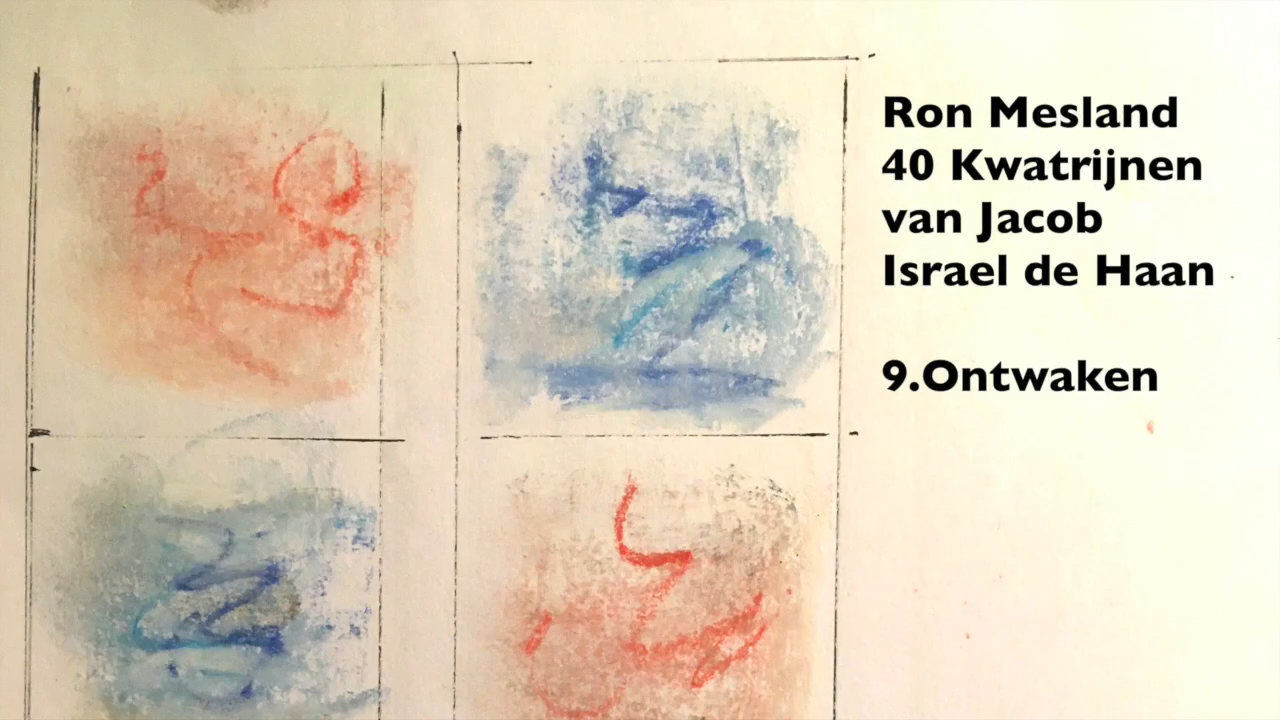 Ron Mesland
40 Kwatrijnen
van Jacob
Israel de Haan
9.Ontwaken